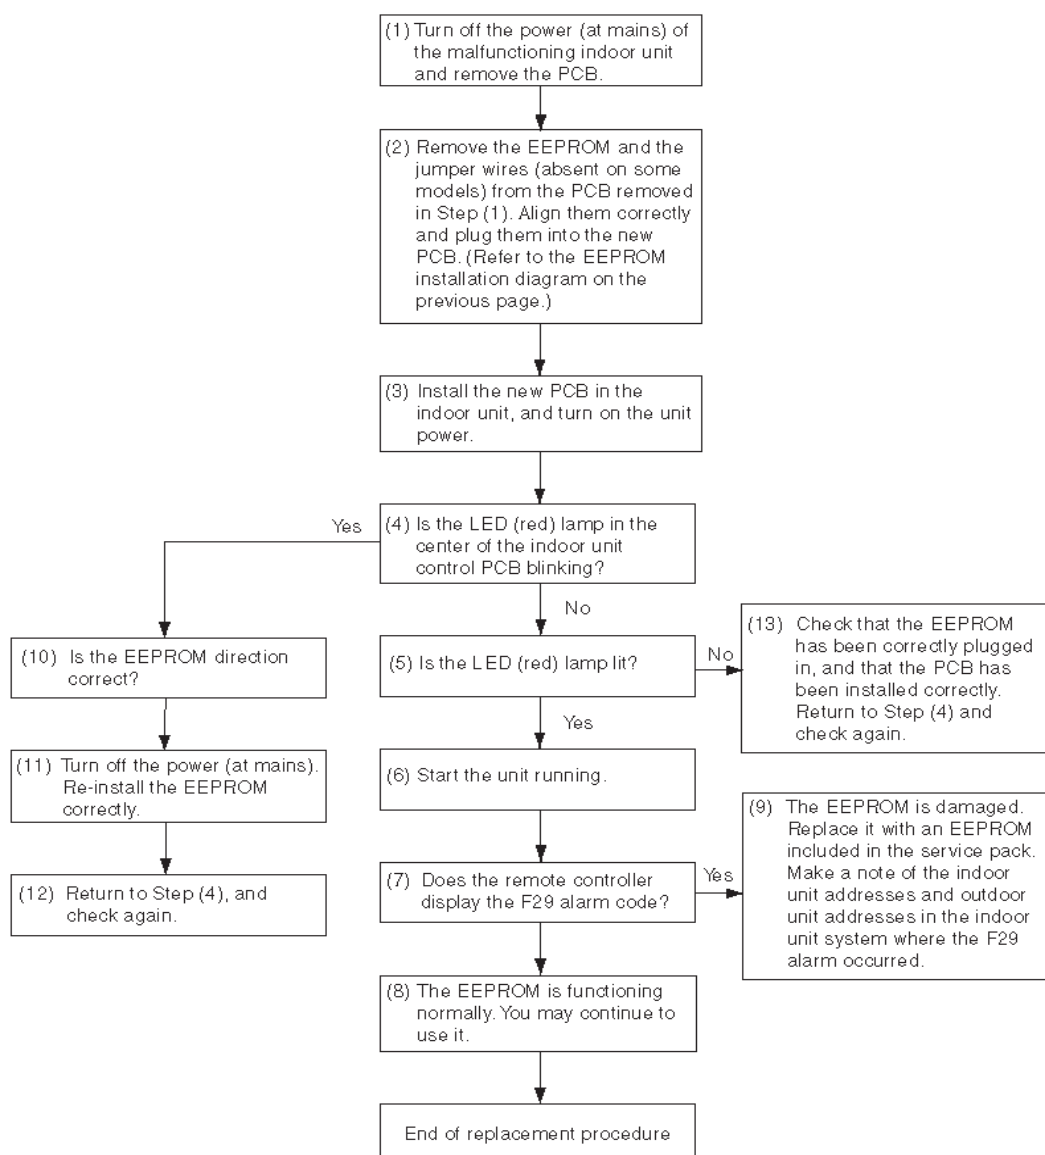 (1) Turn off the power (at mains) of
the malfunctioning indoor unit
and remove the PCB.
(2) Remove the EEPROM and the
jumper wires (absent on some
models) from the PCB removed
in Step (1). Align them correctly
and plug them into the new
PCB. (Refer to the EEPROM
installation diagram on the
previous page.)
(3) Install the new PCB in the
indoor unit, and turn on the unit
power.
Yes
(4) Is the LED (red) lamp in the
center of the indoor unit
control PCB blinking?
No
(10) Is the EEPROM direction
correct?
(5) Is the LED (red) lamp lit?
No
(13) Check that the EEPROM
has been correctly plugged
in, and that the PCB has
been installed correctly.
Return to Step (4) and
check again.
Yes
(11) Turn off the power (at mains).
Re-install the EEPROM
correctly.
(6) Start the unit running.
(12) Return to Step (4), and
check again.
(7) Does the remote controller
display the F29 alarm code?
Yes
(9) The EEPROM is damaged.
Replace it with an EEPROM
included in the service pack.
Make a note of the indoor
unit addresses and outdoor
unit addresses in the indoor
unit system where the F29
alarm occurred.
(8) The EEPROM is functioning
normally. You may continue to
use it.
End of replacement procedure